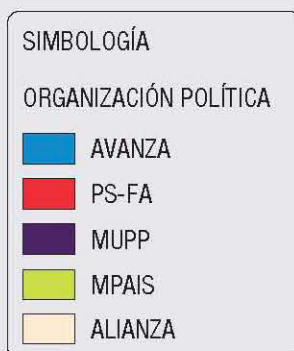 SIMBOLOGÍA
ORGANIZACIÓN POLÍTICA
AVANZA
PS-FA
MUPP
MPAIS
ALIANZA